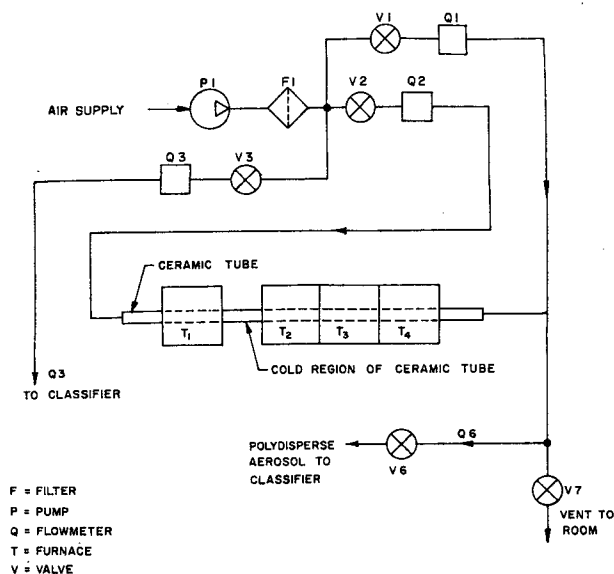 V1
Q1
P1
F1
V2
Q2
AIR SUPPLY
Q3
V3
CERAMIC TUBE
T1
T2
T3
T4
COLD REGION OF CERAMIC TUBE
Q3
TO CLASSIFIER
POLYDISPERSE
AEROSOL TO
CLASSIFIER
Q6
V6
V7
VENT TO
ROOM
F = FILTER
P = PUMP
Q = FLOWMETER
T = FURNACE
V = VALVE